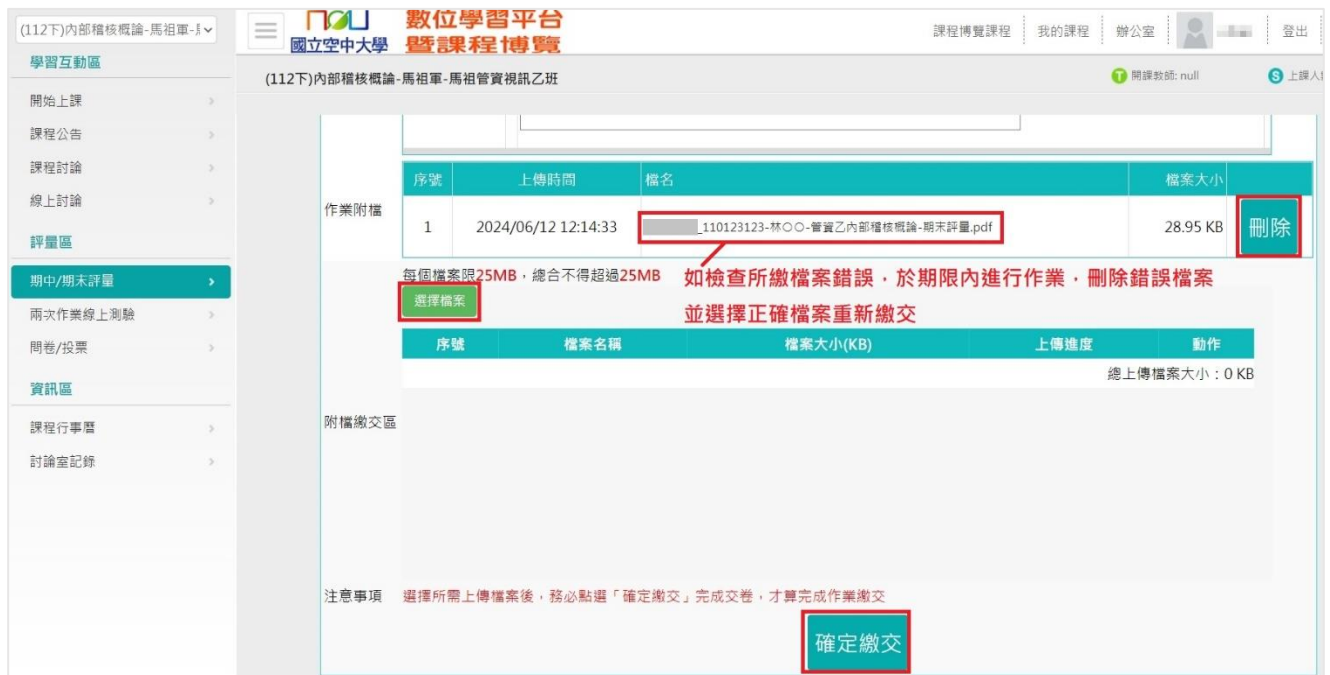 (112下)內部稽核概論-馬祖軍-馬
學習互動區
開始上課
課程公告
課程討論
線上討論
評量區
期中/期末評量
兩次作業線上測驗
問卷/投票
資訊區
課程行事曆
討論室記錄
NOU
國立空中大學
數位學習平台
暨課程博覽
課程博覽課程 我的課程 辦公室 登出
(112下)內部稽核概論-馬祖軍-馬祖管資視訊乙班
T 開課教師: null
S 上課人
作業附檔
序號 上傳時間 檔名 檔案大小
1 2024/06/12 12:14:33 _110123123-林○○-管資乙內部稽核概論-期末評量.pdf 28.95 KB 刪除
每個檔案限25MB，總合不得超過25MB
選擇檔案
如檢查所繳檔案錯誤，於期限內進行作業，刪除錯誤檔案
並選擇正確檔案重新繳交
序號 檔案名稱 檔案大小(KB) 上傳進度 動作
總上傳檔案大小：0 KB
附檔繳交區
注意事項 選擇所需上傳檔案後，務必點選「確定繳交」完成交卷，才算完成作業繳交
確定繳交